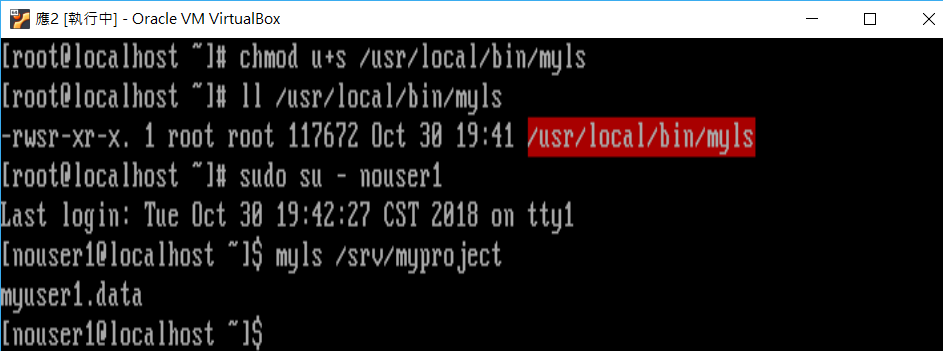 應2 [執行中] - Oracle VM VirtualBox
[root@localhost ~]# chmod u+s /usr/local/bin/myls
[root@localhost ~]# ll /usr/local/bin/myls
-rwsr-xr-x. 1 root root 117672 Oct 30 19:41 /usr/local/bin/myls
[root@localhost ~]# sudo su - nouser1
Last login: Tue Oct 30 19:42:27 CST 2018 on tty1
[nouser1@localhost ~]$ myls /srv/myproject
myuser1.data
[nouser1@localhost ~]$